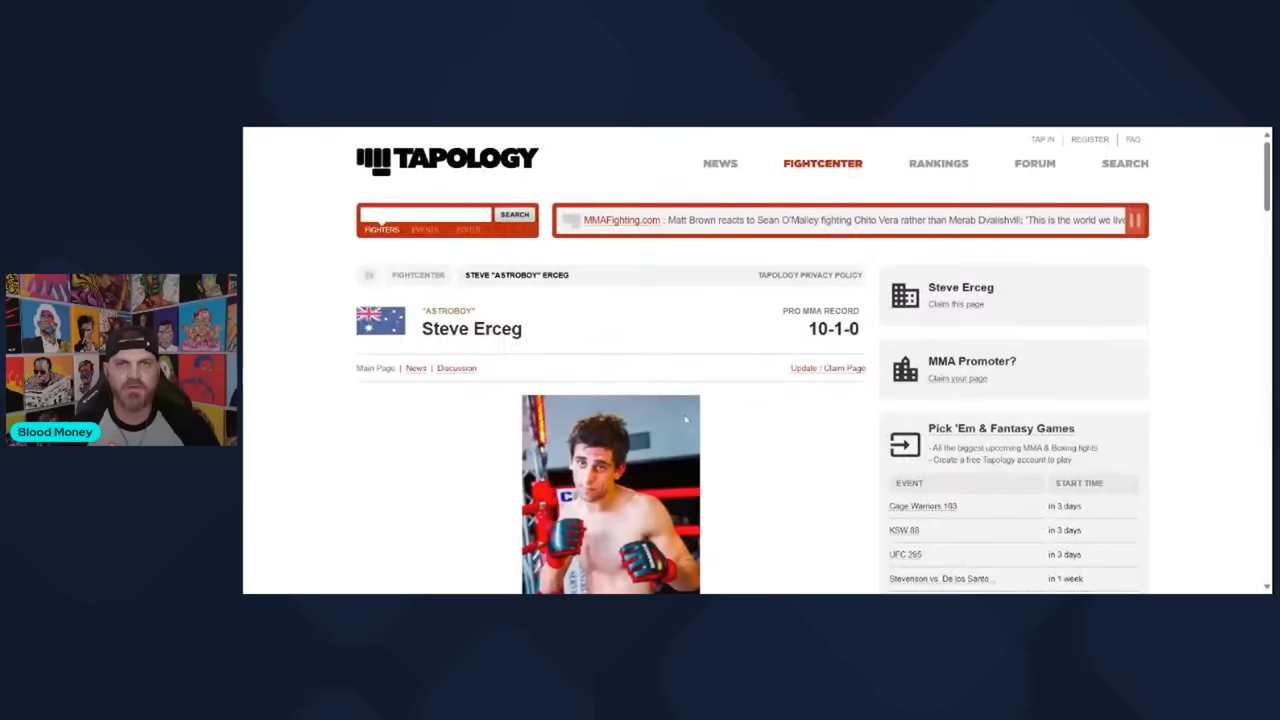 TAP IN | REGISTER | FAQ
TAPOLOGY
NEWS FIGHTCENTER RANKINGS FORUM SEARCH
SEARCH
FIGHTERS EVENTS BOUTS
MMAFighting.com : Matt Brown reacts to Sean O'Malley fighting Chito Vera rather than Merab Dvalishvili: 'This is the world we live
FIGHTCENTER STEVE "ASTROBOY" ERCEG TAPOLOGY PRIVACY POLICY
"ASTROBOY"
Steve Erceg
PRO MMA RECORD
10-1-0
Main Page | News | Discussion
Update / Claim Page
Steve Erceg
Claim this page
MMA Promoter?
Claim your page
Pick 'Em & Fantasy Games
- All the biggest upcoming MMA & Boxing fights
- Create a free Tapology account to play
EVENT START TIME
Cage Warriors 163 in 3 days
KSW 88 in 3 days
UFC 295 in 3 days
Stevenson vs. De los Santo... in 1 week
Blood Money